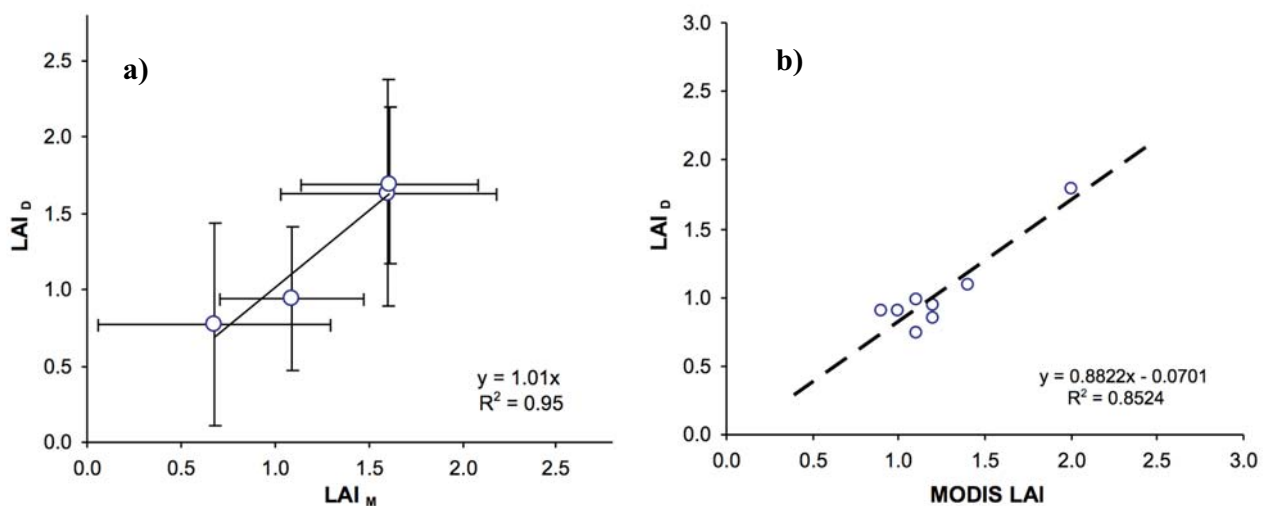 a)
2.5
2.0
1.5
1.0
0.5
0.0
LAI D
0.0 0.5 1.0 1.5 2.0 2.5
LAI M
y = 1.01x
R² = 0.95
b)
3.0
2.5
2.0
1.5
1.0
0.5
0.0
LAI D
0.0 0.5 1.0 1.5 2.0 2.5 3.0
MODIS LAI
y = 0.8822x - 0.0701
R² = 0.8524